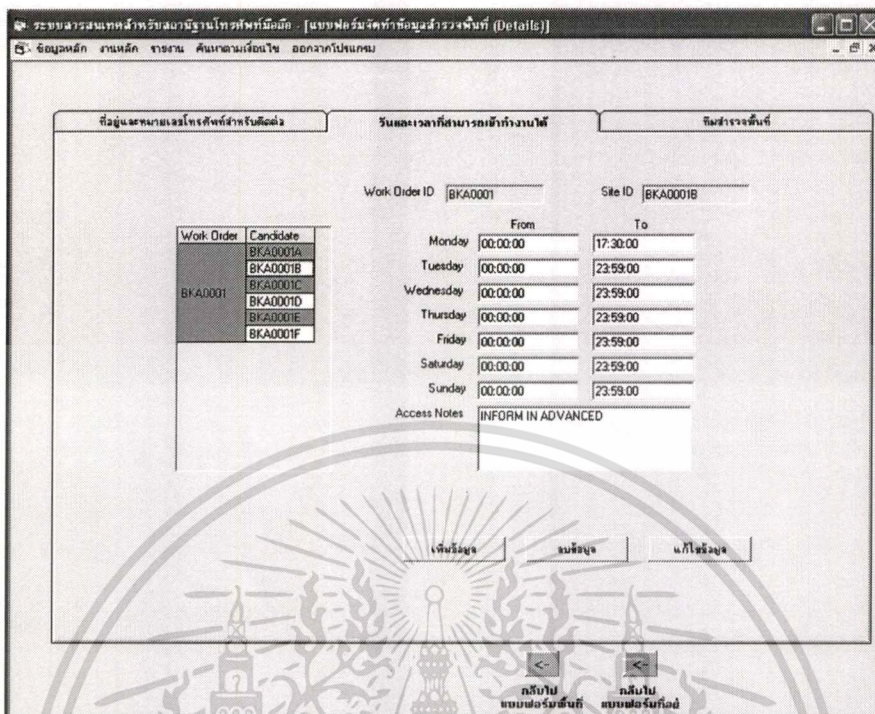 ระบบสารสนเทศสำหรับสถานีฐานโทรศัพท์มือถือ - [แบบฟอร์มจัดทำข้อมูลสำรวจพื้นที่ (Details)]
ข้อมูลหลัก งานหลัก รายงาน ค้นหาตามเงื่อนไข ออกจากโปรแกรม
ที่อยู่และหมายเลขโทรศัพท์สำหรับติดต่อ วันและเวลาที่สามารถเข้าทำงานได้ ทีมสำรวจพื้นที่
Work Order ID BKA0001 Site ID BKA0001B
Work Order Candidate
BKA0001
BKA0001A
BKA0001B
BKA0001C
BKA0001D
BKA0001E
BKA0001F
From To
Monday 00:00:00 17:30:00
Tuesday 00:00:00 23:59:00
Wednesday 00:00:00 23:59:00
Thursday 00:00:00 23:59:00
Friday 00:00:00 23:59:00
Saturday 00:00:00 23:59:00
Sunday 00:00:00 23:59:00
Access Notes INFORM IN ADVANCED
เพิ่มข้อมูล ลบข้อมูล แก้ไขข้อมูล
<- <-
กลับไป กลับไป
แบบฟอร์มพื้นที่ แบบฟอร์มที่อยู่